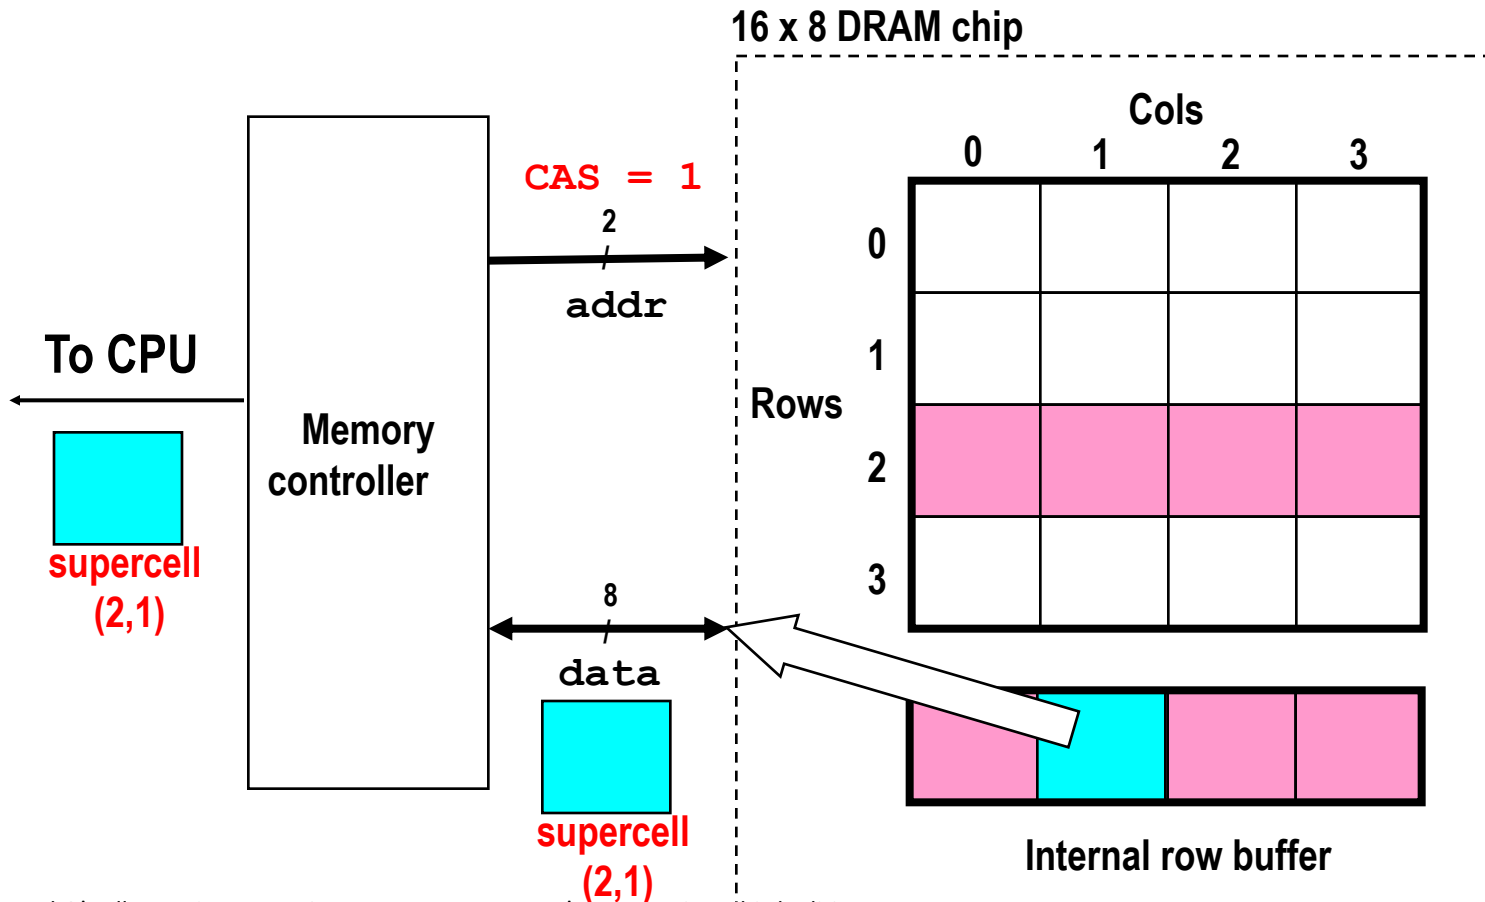 16 x 8 DRAM chip
Cols
0 1 2 3
CAS = 1
2
addr
0
1
To CPU
Rows
Memory
controller
2
supercell
(2,1)
3
8
data
supercell
(2,1)
Internal row buffer